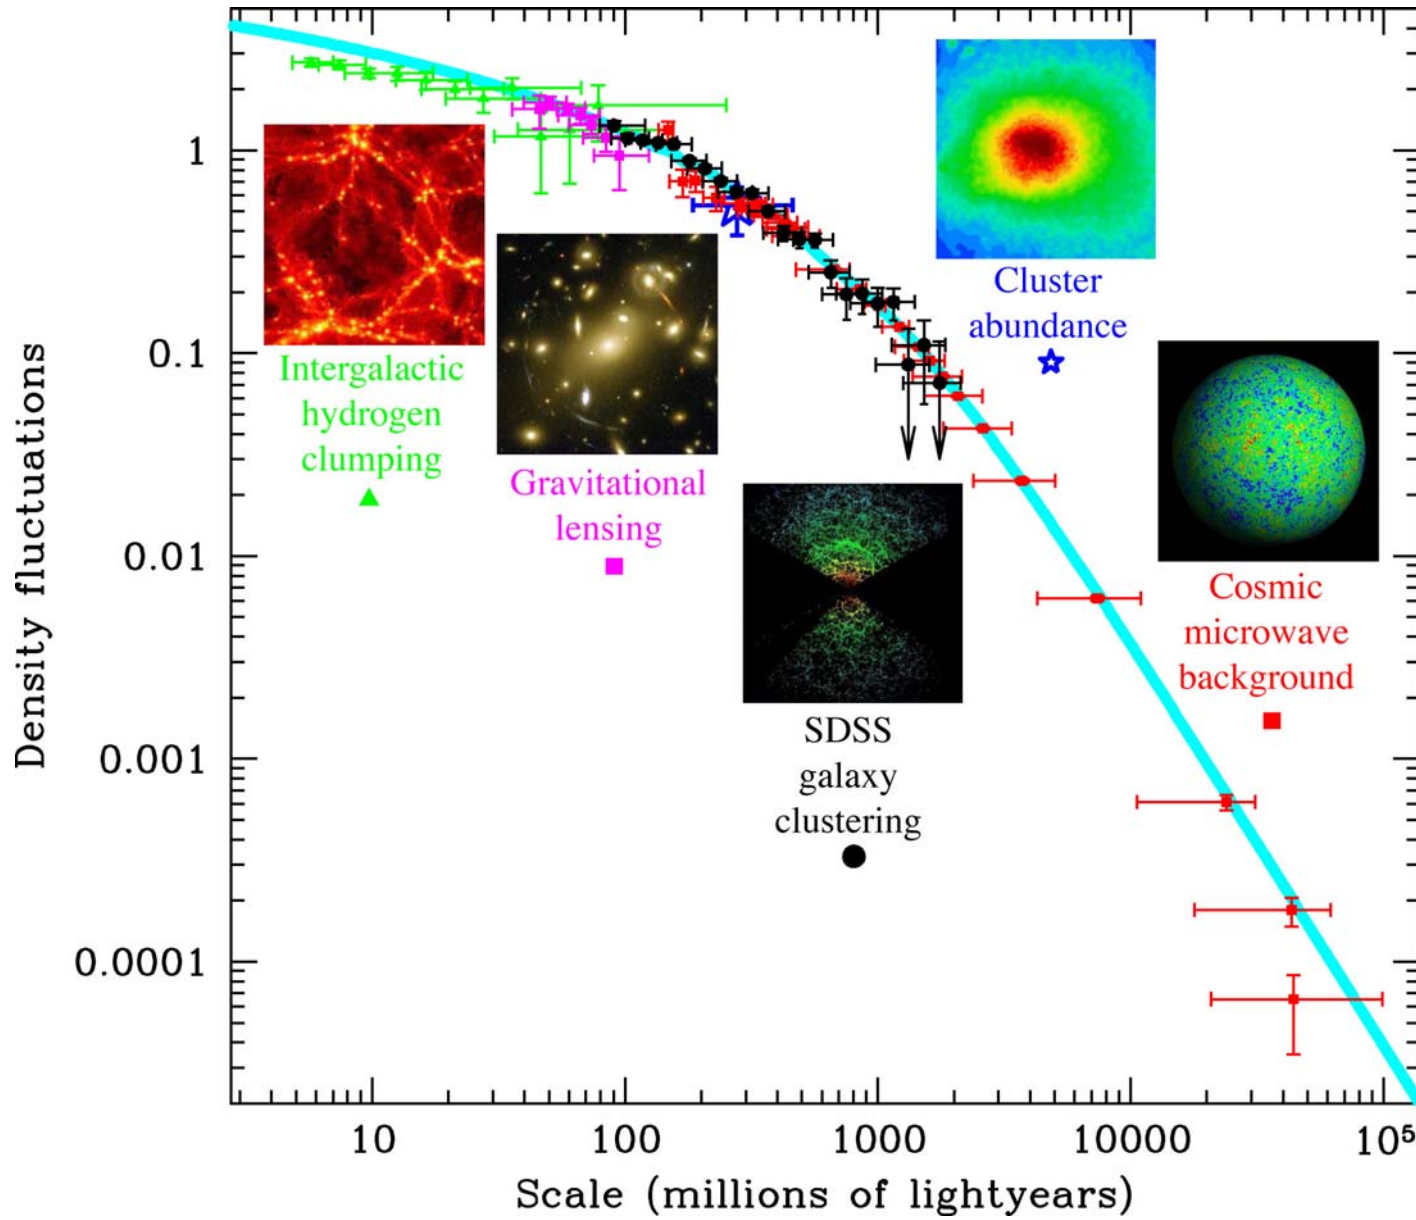 Density fluctuations
1
0.1
0.01
0.001
0.0001
Intergalactic
hydrogen
clumping
Gravitational
lensing
SDSS
galaxy
clustering
Cluster
abundance
Cosmic
microwave
background
10
100
1000
10000
10⁵
Scale (millions of lightyears)